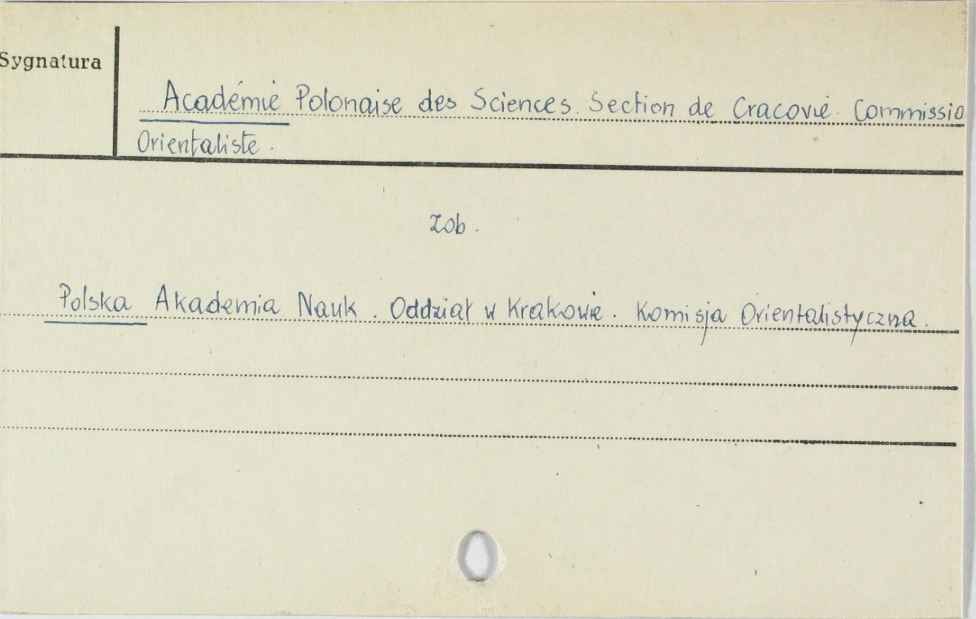 Sygnatura
Académie Polonaise des Sciences. Section de Cracovie. Commissio
Orientaliste.
Zob.
Polska Akademia Nauk. Oddział w Krakowie. Komisja Orientalistyczna.